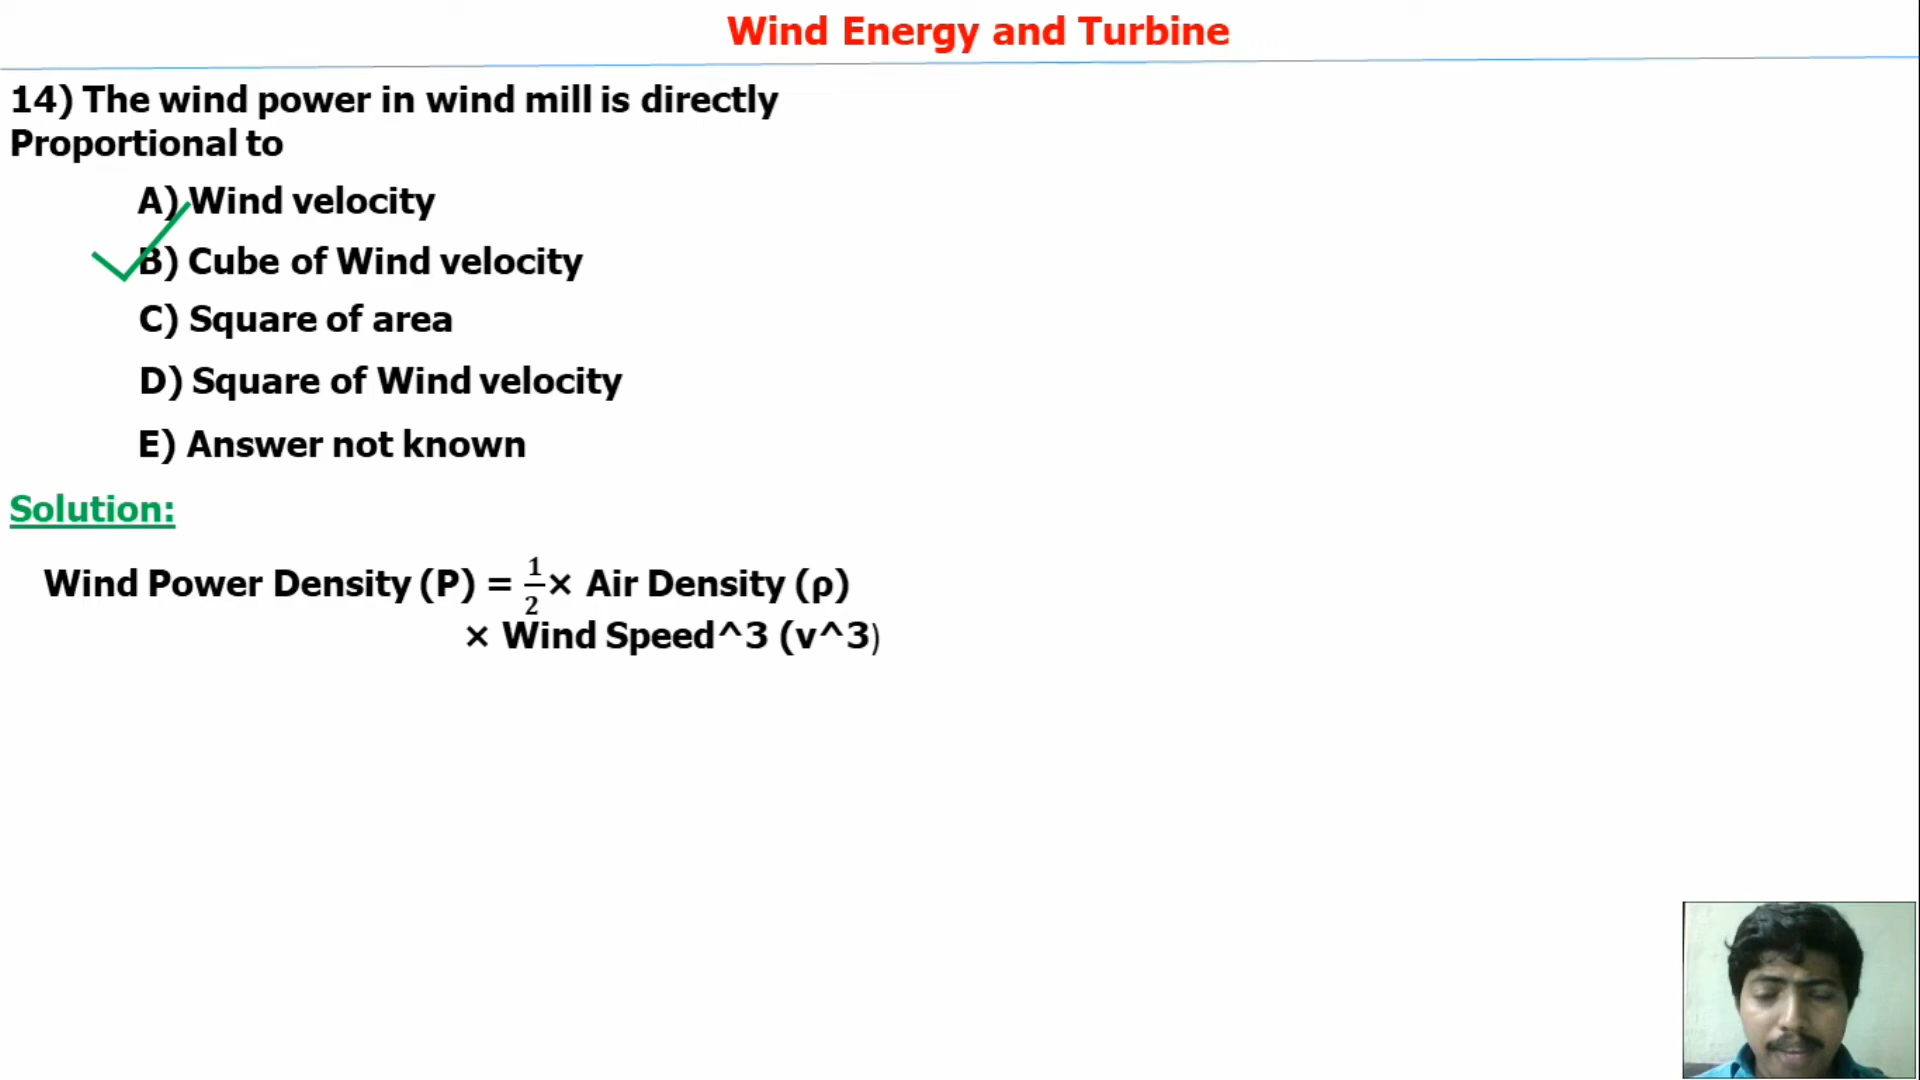 Wind Energy and Turbine
14) The wind power in wind mill is directly
Proportional to
A) Wind velocity
B) Cube of Wind velocity
C) Square of area
D) Square of Wind velocity
E) Answer not known
Solution:
Wind Power Density (P) = 1/2 × Air Density (ρ)
× Wind Speed^3 (v^3)